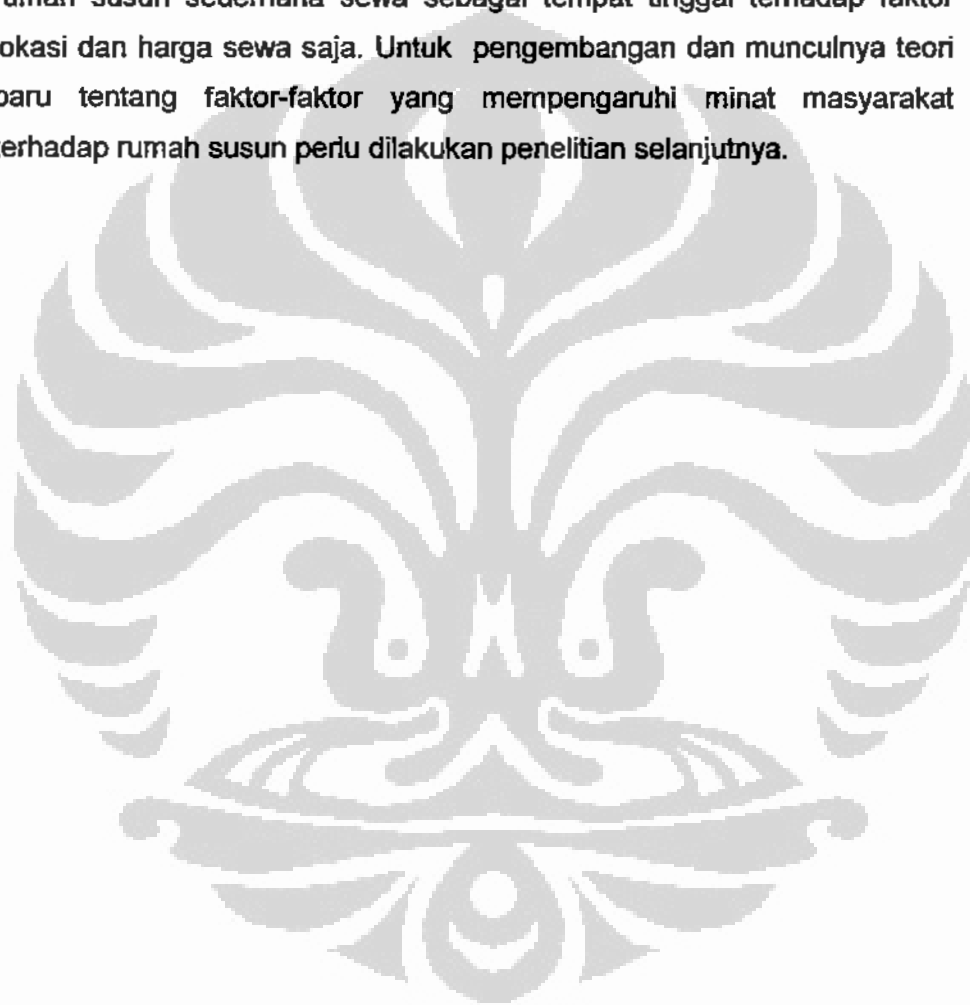 rumah susun sederhana sewa sebagai tempat tinggal terhadap faktor
lokasi dan harga sewa saja. Untuk pengembangan dan munculnya teori
baru tentang faktor-faktor yang mempengaruhi minat masyarakat
terhadap rumah susun perlu dilakukan penelitian selanjutnya.